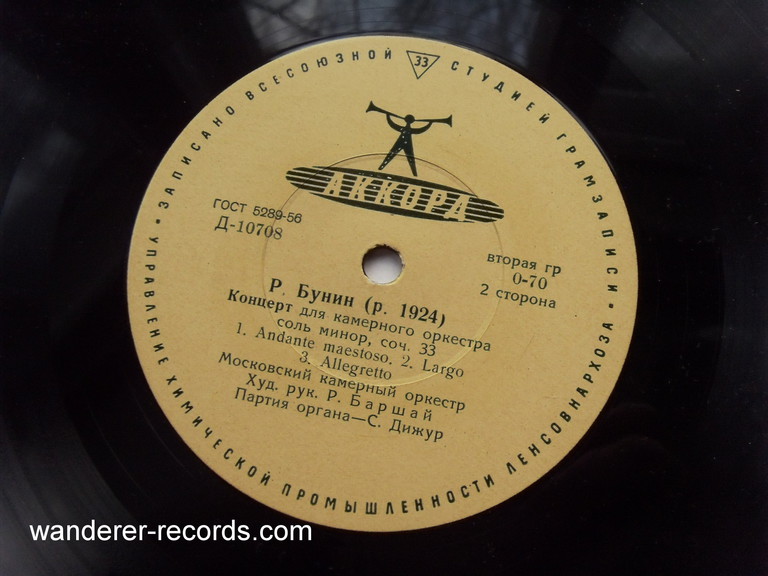 ЗАПИСАНО ВСЕСОЮЗНОЙ 33 СТУДИЕЙ ГРАМЗАПИСИ
УПРАВЛЕНИЕ ХИМИЧЕСКОЙ ПРОМЫШЛЕННОСТИ ЛЕНСОВНАРХОЗА
АККОРД
ГОСТ 5289-56
Д-10708
вторая гр
0-70
2 сторона
Р. Бунин (р. 1924)
Концерт для камерного оркестра
соль минор, соч. 33
1. Andante maestoso. 2. Largo
3. Allegretto
Московский камерный оркестр
Худ. рук. Р. Баршай
Партия органа—С. Дижур
wanderer-records.com